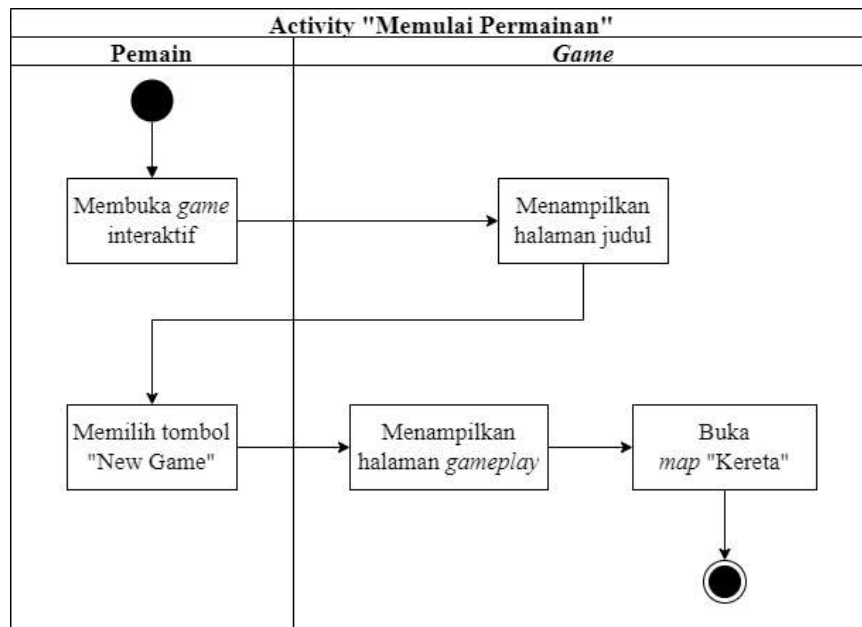 Activity "Memulai Permainan"
Pemain
Game
Membuka game
interaktif
Menampilkan
halaman judul
Memilih tombol
"New Game"
Menampilkan
halaman gameplay
Buka
map "Kereta"